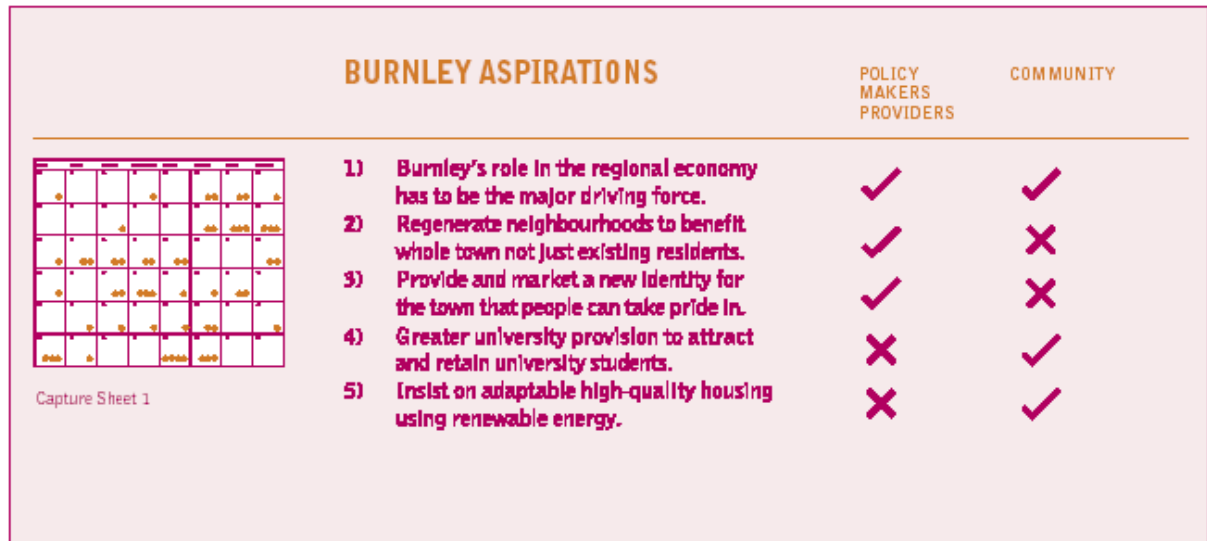 BURNLEY ASPIRATIONS
POLICY
MAKERS
PROVIDERS
COMMUNITY
1) Burnley's role in the regional economy
has to be the major driving force.
2) Regenerate neighbourhoods to benefit
whole town not just existing residents.
3) Provide and market a new identity for
the town that people can take pride in.
4) Greater university provision to attract
and retain university students.
5) Insist on adaptable high-quality housing
using renewable energy.
Capture Sheet 1